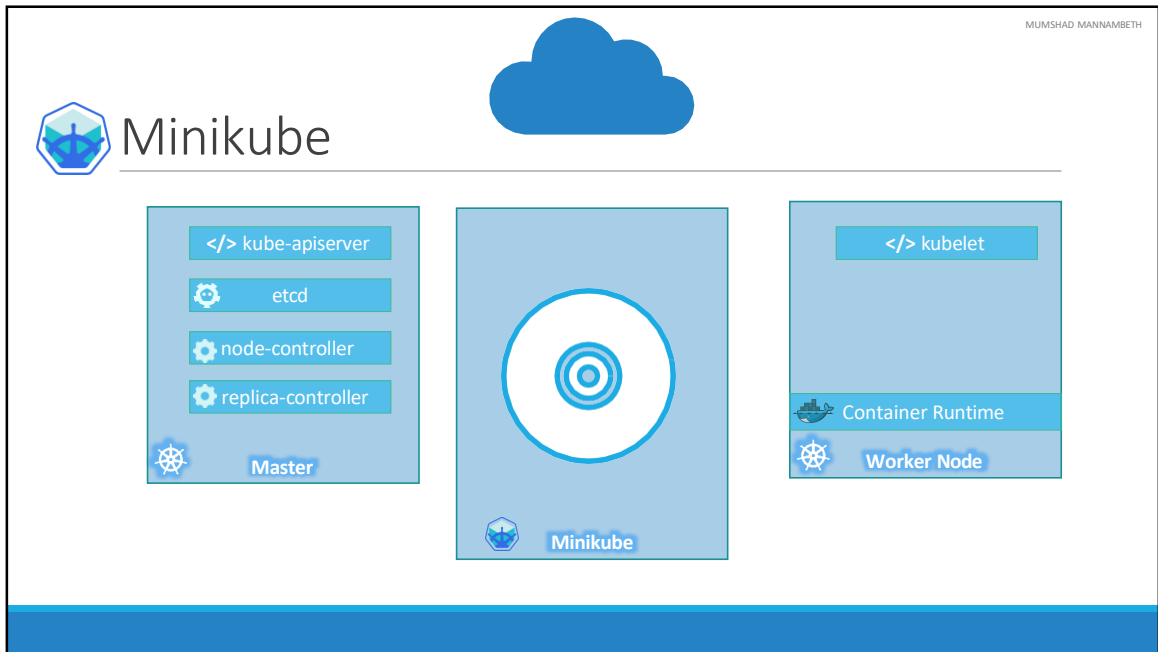 MUMSHAD MANNAMBETH
Minikube
</> kube-apiserver
etcd
node-controller
replica-controller
Master
Minikube
</> kubelet
Container Runtime
Worker Node